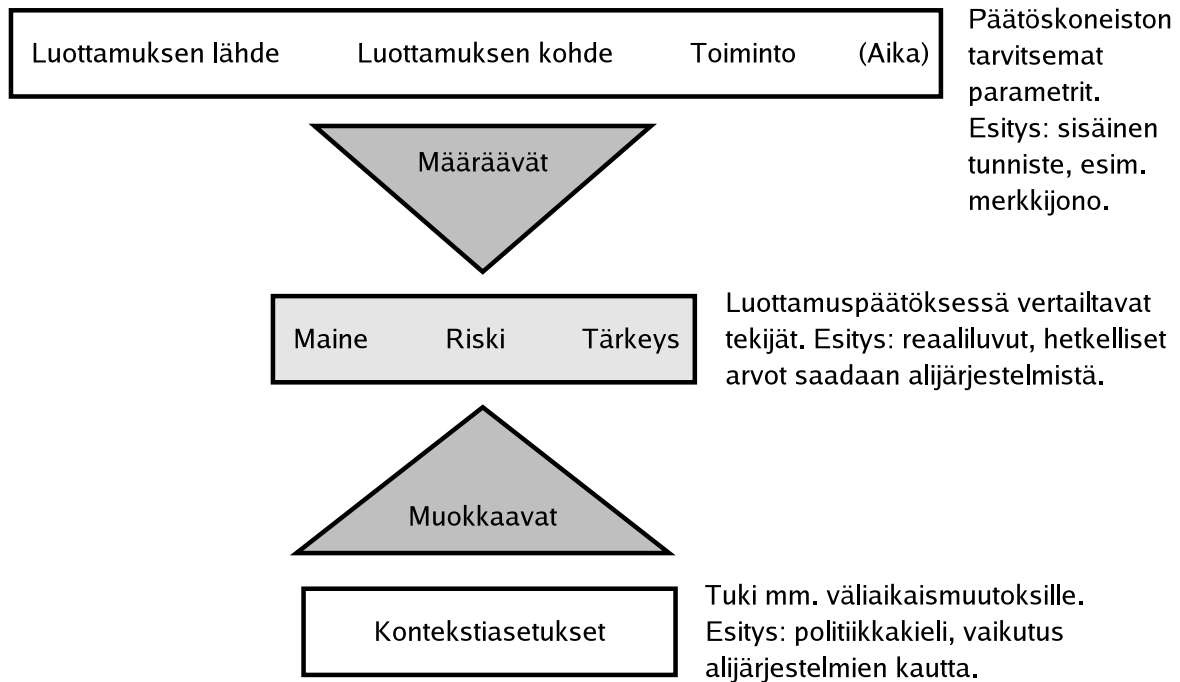 Luottamuksen lähde Luottamuksen kohde Toiminto (Aika)
Päätöskoneiston
tarvitsemat
parametrit.
Esitys: sisäinen
tunniste, esim.
merkkijono.
Määräävät
Maine Riski Tärkeys
Luottamuspäätöksessä vertailtavat
tekijät. Esitys: reaaliluvut, hetkelliset
arvot saadaan alijärjestelmistä.
Muokkaavat
Kontekstiasetukset
Tuki mm. väliaikaismuutoksille.
Esitys: politiikkakieli, vaikutus
alijärjestelmien kautta.